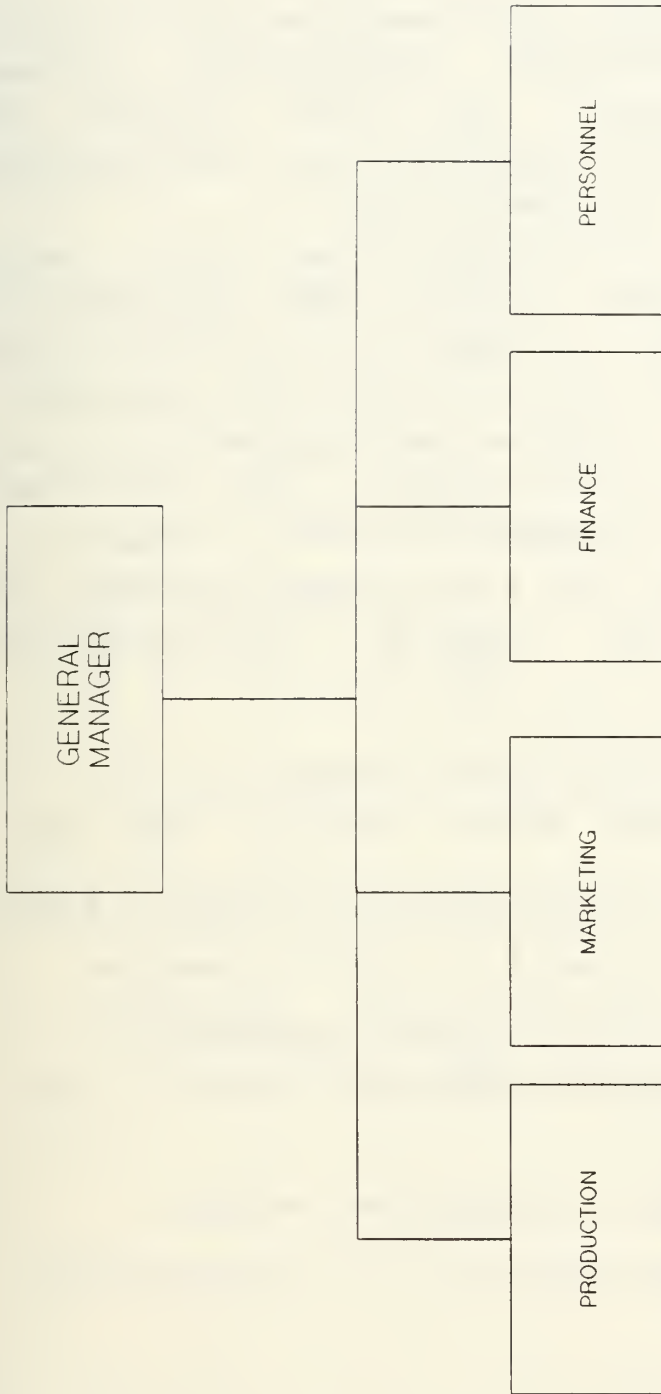 GENERAL
MANAGER
PRODUCTION
MARKETING
FINANCE
PERSONNEL